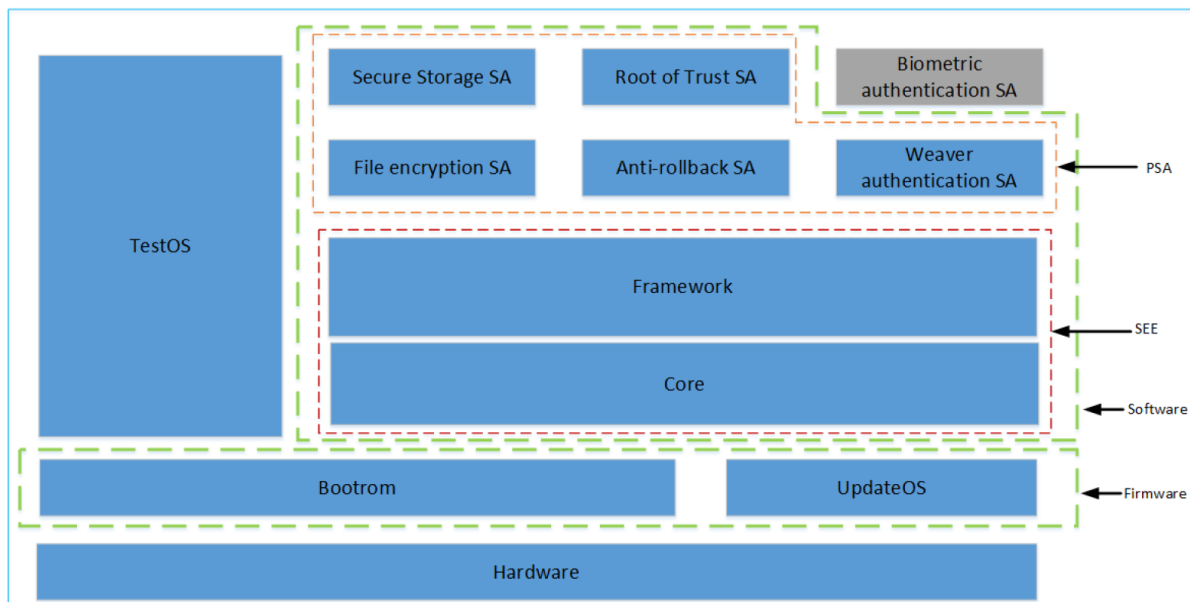 Secure Storage SA
Root of Trust SA
Biometric
authentication SA
File encryption SA
Anti-rollback SA
Weaver
authentication SA
PSA
TestOS
Framework
SEE
Core
Software
Bootrom
UpdateOS
Firmware
Hardware